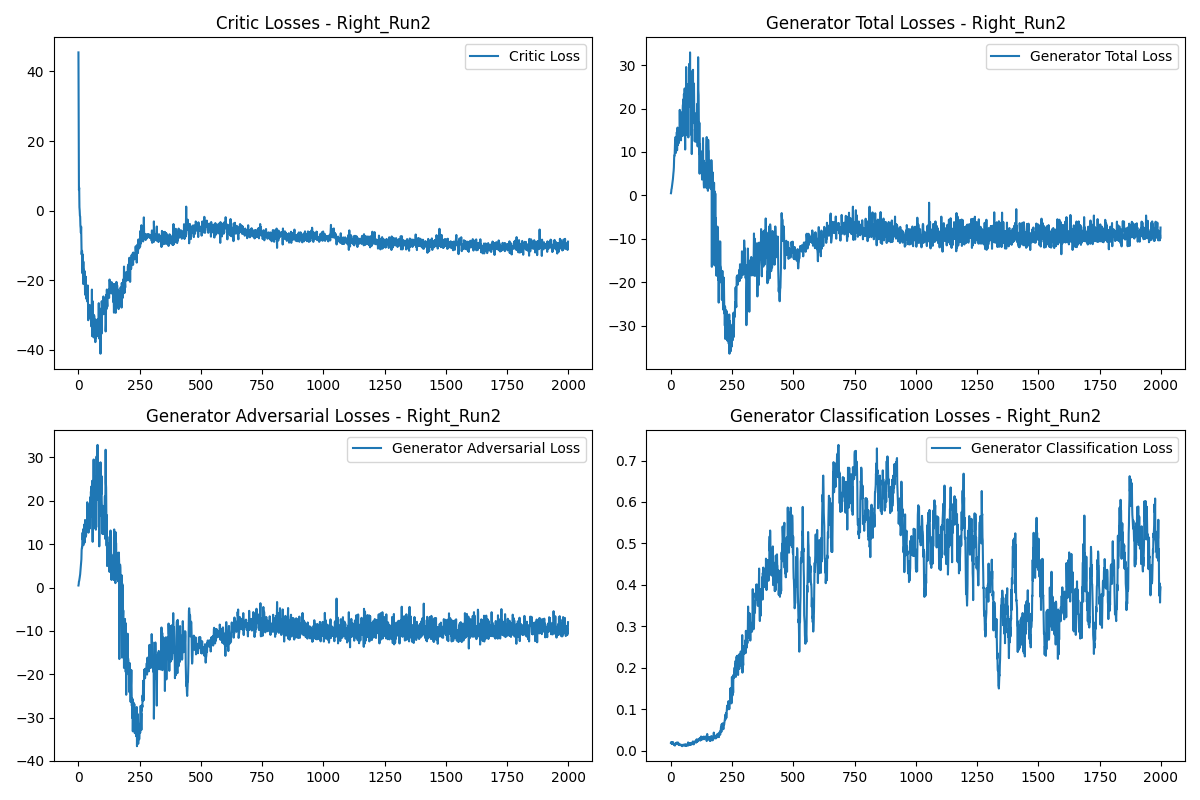 Critic Losses - Right_Run2
Critic Loss
40
20
0
−20
−40
0 250 500 750 1000 1250 1500 1750 2000
Generator Total Losses - Right_Run2
Generator Total Loss
30
20
10
0
−10
−20
−30
0 250 500 750 1000 1250 1500 1750 2000
Generator Adversarial Losses - Right_Run2
Generator Adversarial Loss
30
20
10
0
−10
−20
−30
−40
0 250 500 750 1000 1250 1500 1750 2000
Generator Classification Losses - Right_Run2
Generator Classification Loss
0.7
0.6
0.5
0.4
0.3
0.2
0.1
0.0
0 250 500 750 1000 1250 1500 1750 2000